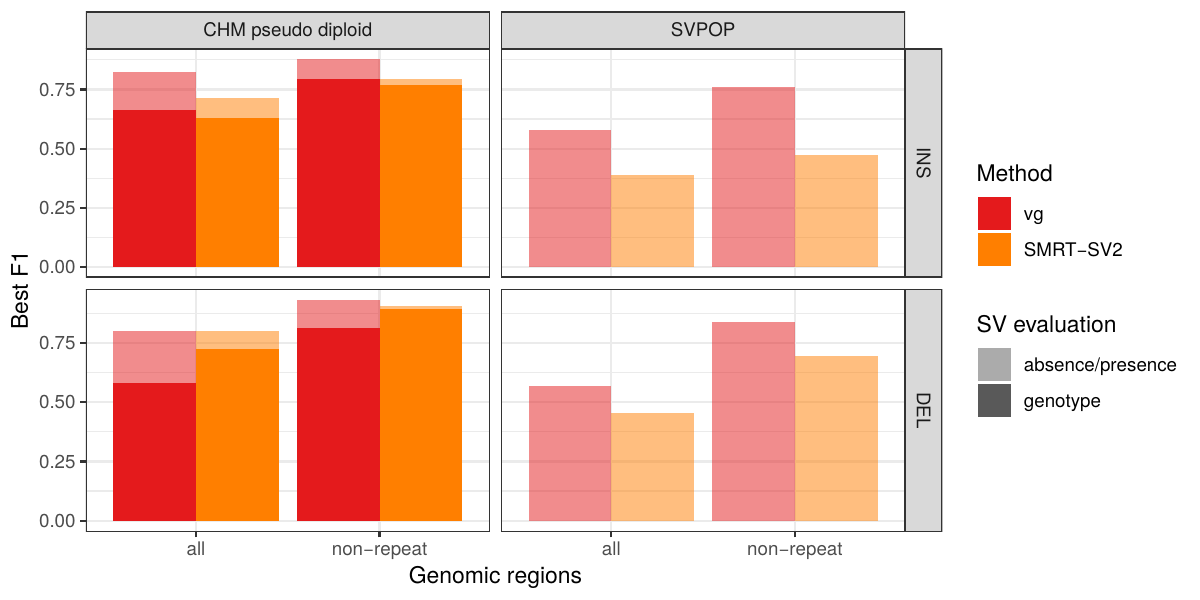 CHM pseudo diploid
SVPOP
0.75
0.50
0.25
0.00
INS
0.75
0.50
0.25
0.00
DEL
all
non−repeat
all
non−repeat
Genomic regions
Best F1
Method
vg
SMRT−SV2
SV evaluation
absence/presence
genotype